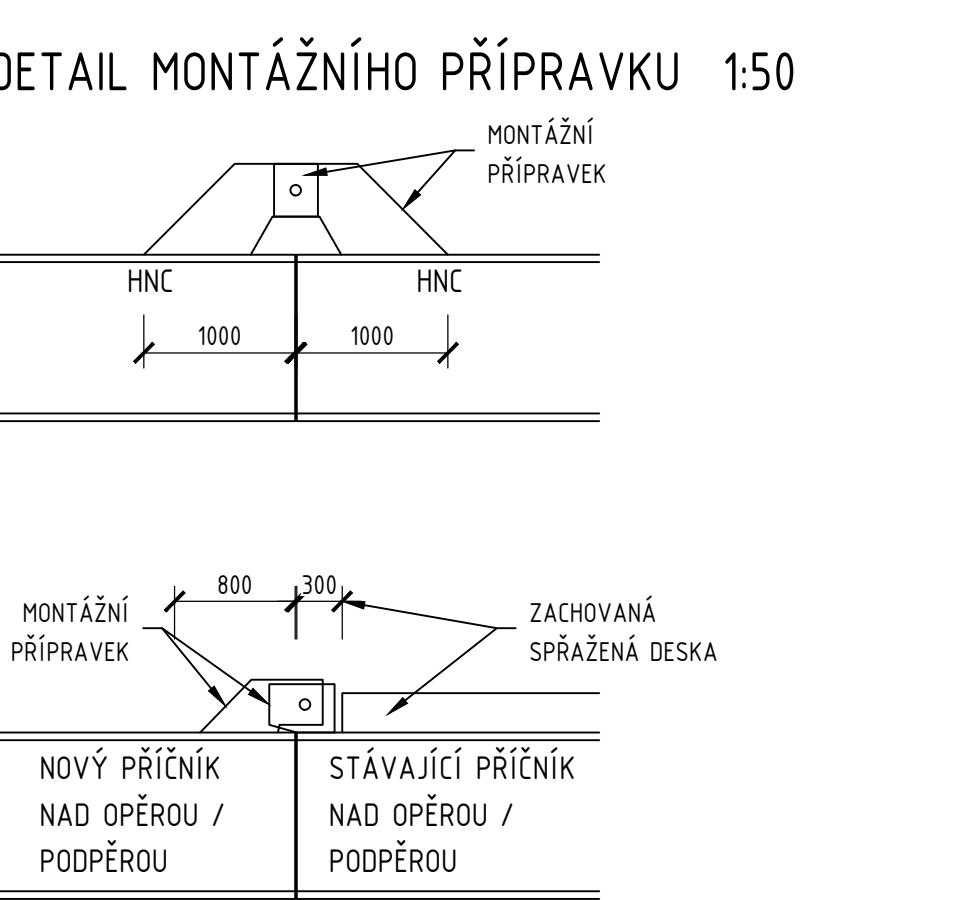 DETAIL MONTÁŽNÍHO PŘÍPRAVKU 1:50
MONTÁŽNÍ
PŘÍPRAVEK
HNC HNC
1000 1000
800 300
MONTÁŽNÍ
PŘÍPRAVEK
ZACHOVANÁ
SPŘAŽENÁ DESKA
NOVÝ PŘÍČNÍK
NAD OPĚROU /
PODPĚROU
STÁVAJÍCÍ PŘÍČNÍK
NAD OPĚROU /
PODPĚROU